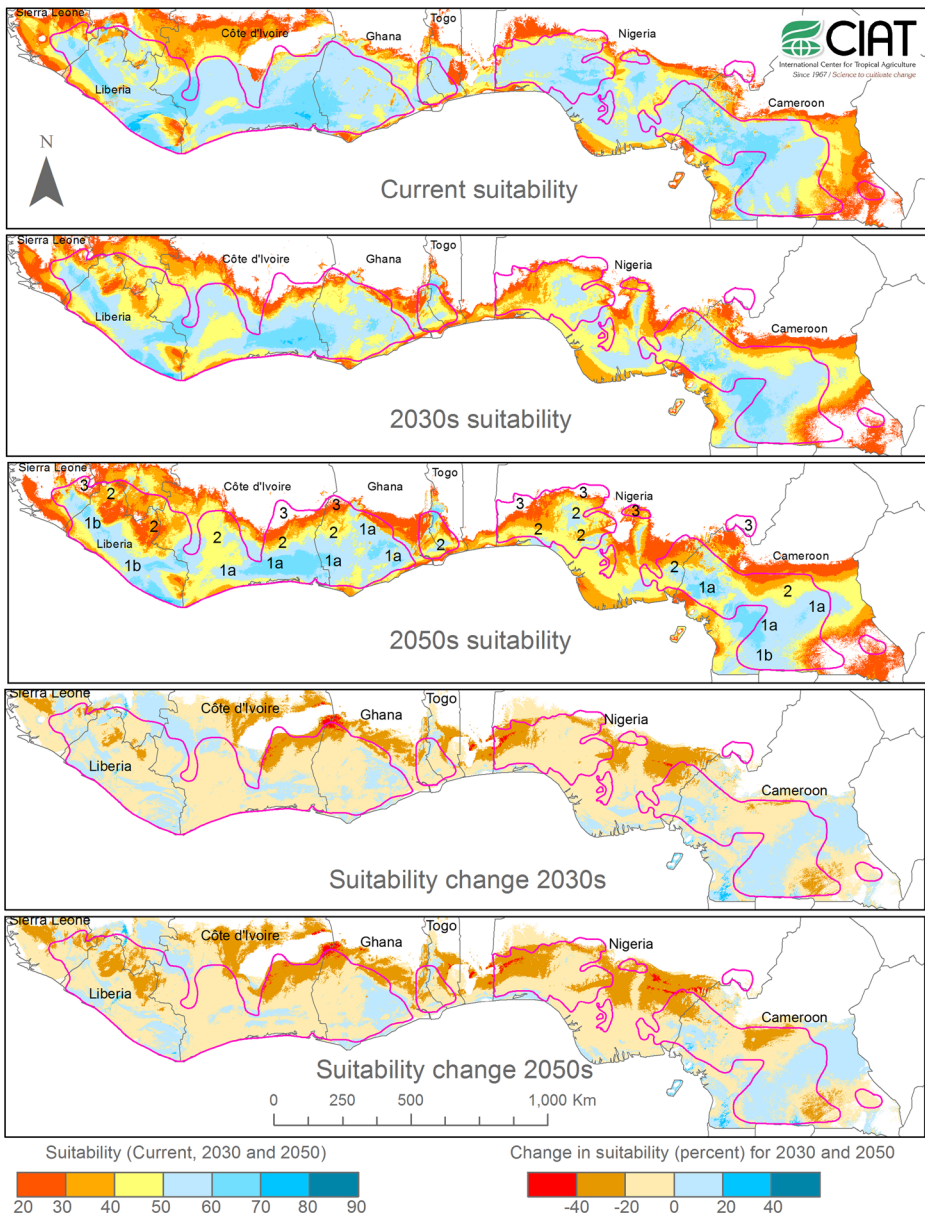 Sierra Leone
Côte d'Ivoire
Ghana
Togo
Nigeria
CIAT
International Center for Tropical Agriculture
Since 1967 / Science to cultivate change
Liberia
Cameroon
N
Current suitability
Sierra Leone
Côte d'Ivoire
Ghana
Togo
Nigeria
Liberia
Cameroon
2030s suitability
Sierra Leone
Côte d'Ivoire
Ghana
Togo
Nigeria
Liberia
Cameroon
3
2
1b
2
1b
2
1a
3
2
1a
3
2
1a
1a
1a
2
3
3
2
2
2
3
2
1a
3
2
1a
1a
1b
2050s suitability
Sierra Leone
Côte d'Ivoire
Ghana
Togo
Nigeria
Liberia
Cameroon
Suitability change 2030s
Sierra Leone
Côte d'Ivoire
Ghana
Togo
Nigeria
Liberia
Cameroon
Suitability change 2050s
0 250 500 1,000 Km
Suitability (Current, 2030 and 2050)
20 30 40 50 60 70 80 90
Change in suitability (percent) for 2030 and 2050
-40 -20 0 20 40